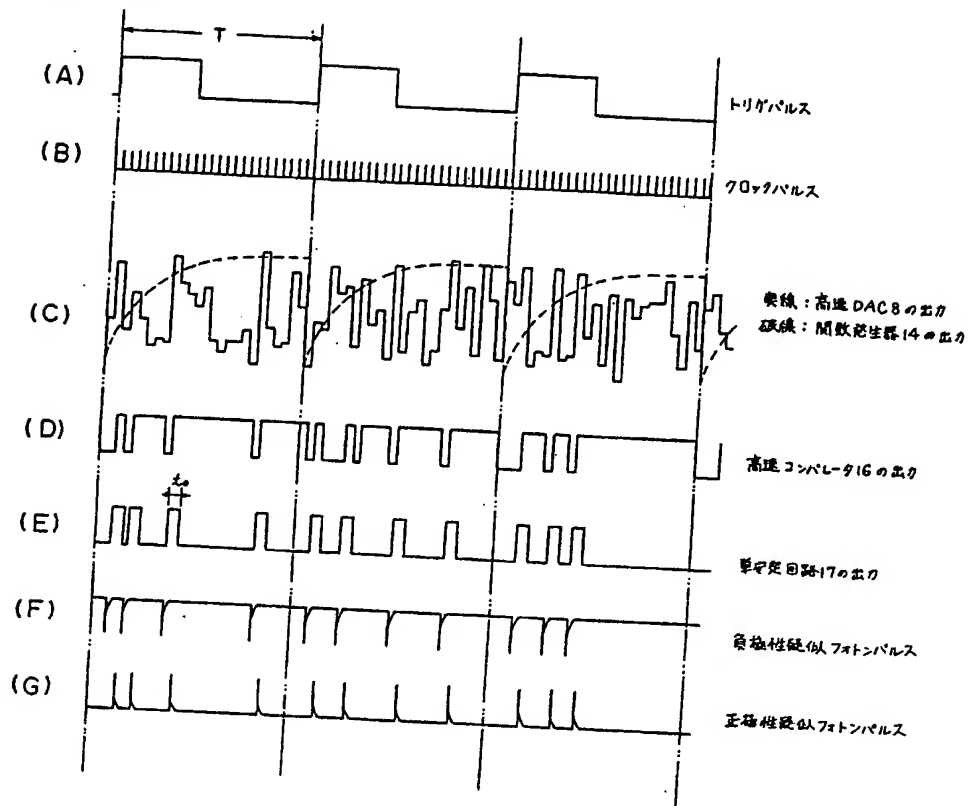 T
(A)
トリガパルス
(B)
クロックパルス
(C)
実線:高速DAC8の出力
破線:関数発生器14の出力
(D)
高速コンパレータ16の出力
t₀
(E)
単安定回路17の出力
(F)
負極性疑似フォトンパルス
(G)
正極性疑似フォトンパルス